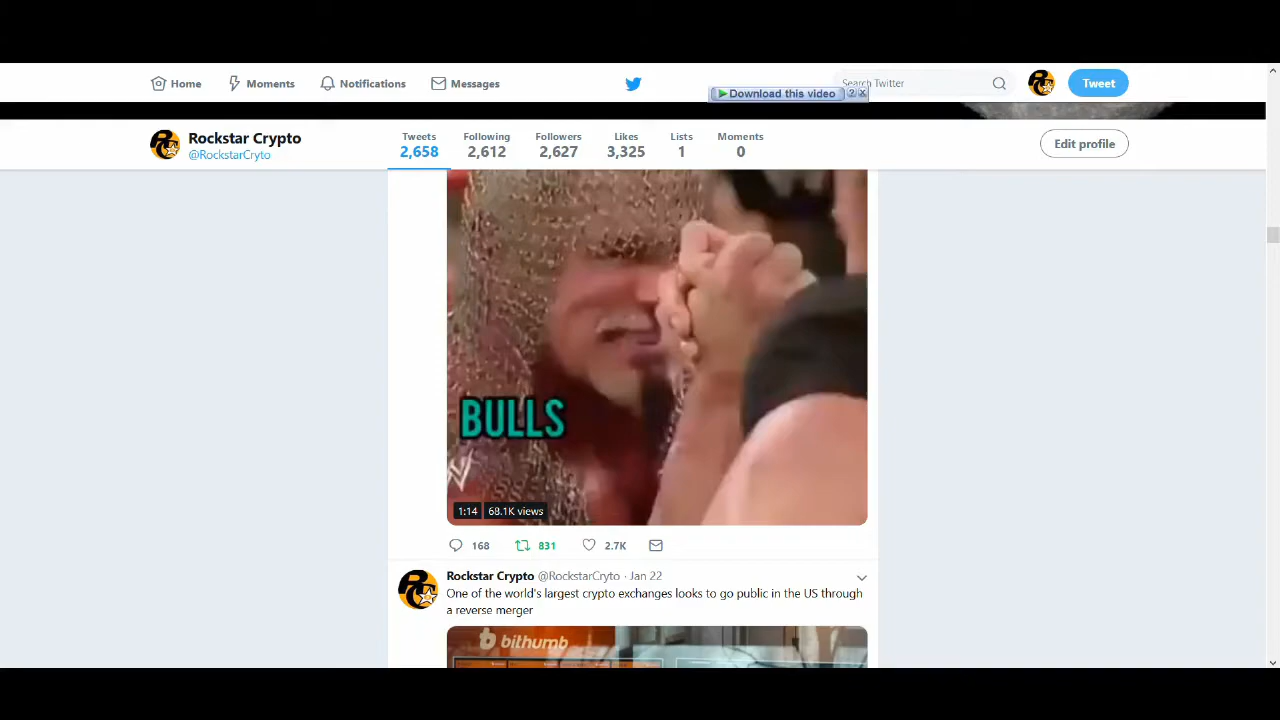 Home Moments Notifications Messages Search Twitter Tweet
Download this video ? X
Rockstar Crypto
@RockstarCryto
Tweets Following Followers Likes Lists Moments
2,658 2,612 2,627 3,325 1 0
Edit profile
BULLS
W
1:14 68.1K views
168 831 2.7K
Rockstar Crypto @RockstarCryto · Jan 22
One of the world's largest crypto exchanges looks to go public in the US through
a reverse merger
bithumb